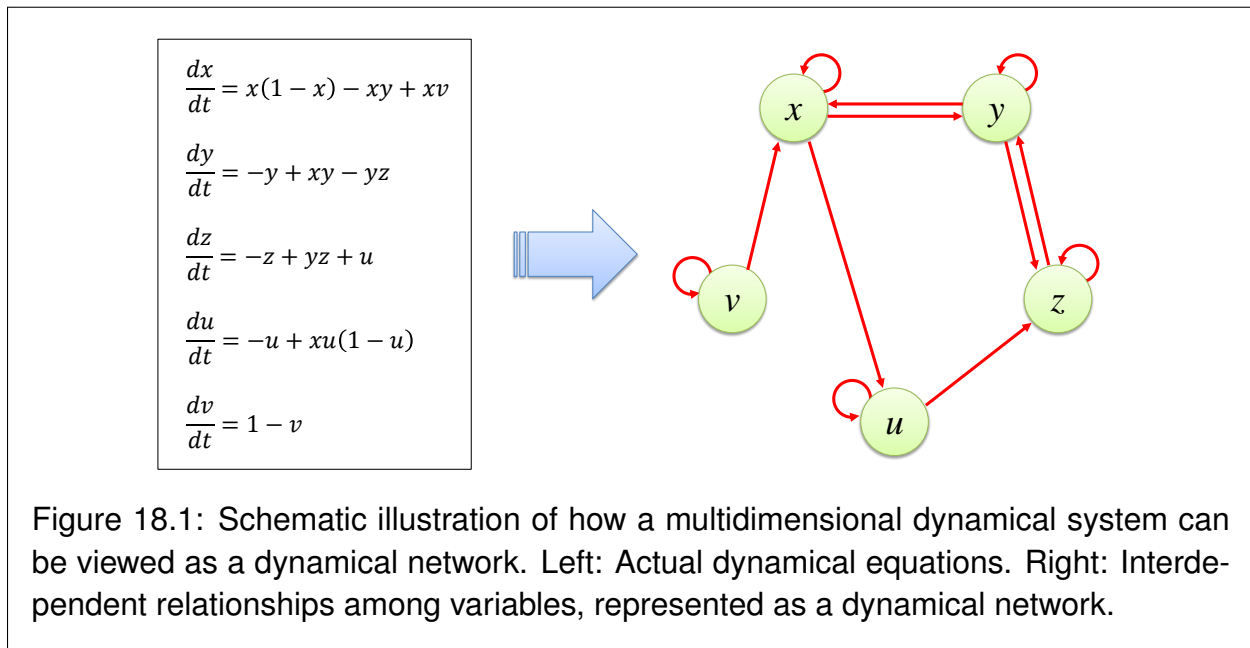 dx/dt = x(1 − x) − xy + xv
dy/dt = −y + xy − yz
dz/dt = −z + yz + u
du/dt = −u + xu(1 − u)
dv/dt = 1 − v
x
y
v
z
u
Figure 18.1: Schematic illustration of how a multidimensional dynamical system can
be viewed as a dynamical network. Left: Actual dynamical equations. Right: Interde-
pendent relationships among variables, represented as a dynamical network.